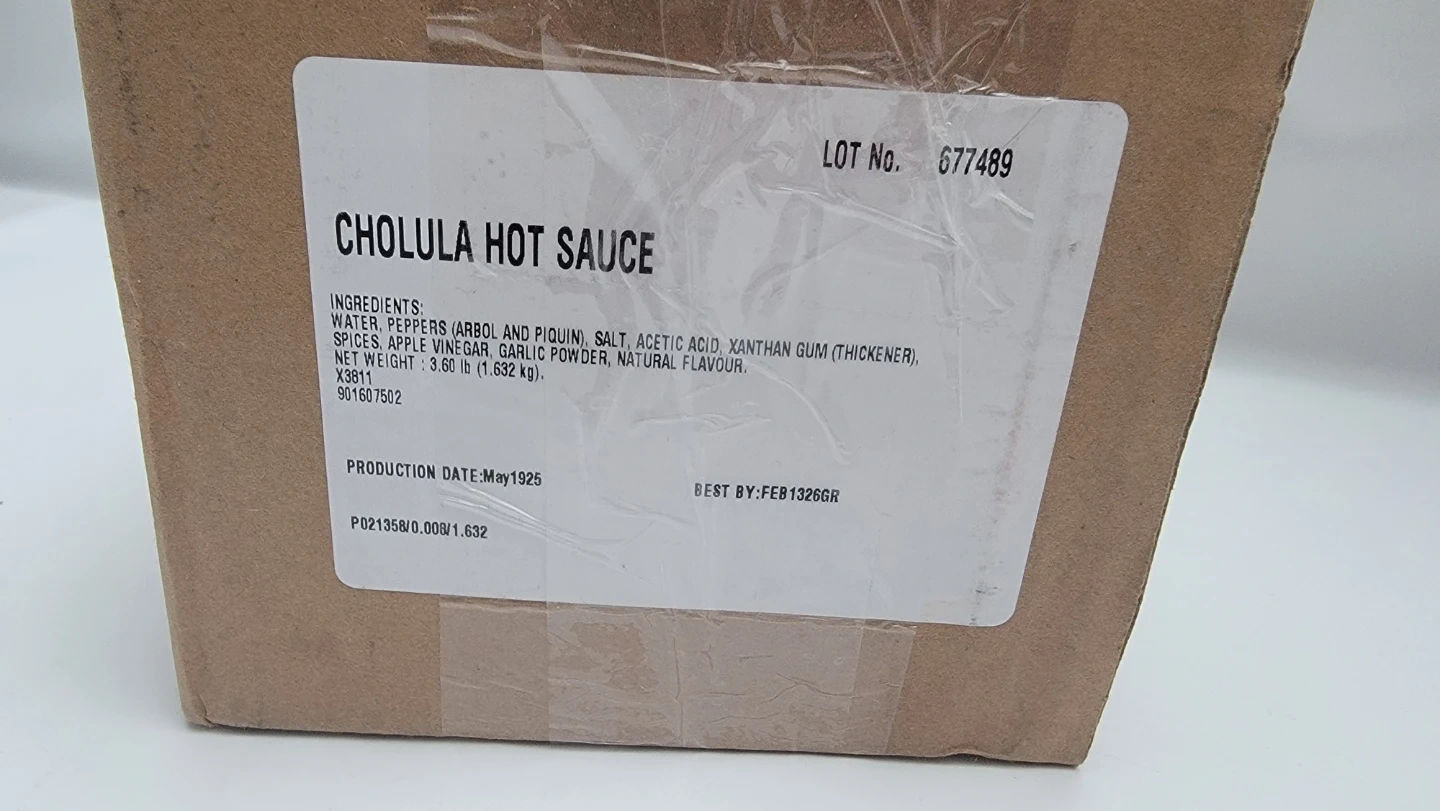 LOT No. 677489
CHOLULA HOT SAUCE
INGREDIENTS:
WATER, PEPPERS (ARBOL AND PIQUIN), SALT, ACETIC ACID, XANTHAN GUM (THICKENER),
SPICES, APPLE VINEGAR, GARLIC POWDER, NATURAL FLAVOUR.
NET WEIGHT : 3.60 lb (1.632 kg).
X3811
901607502
PRODUCTION DATE:May1925 BEST BY:FEB1326GR
P021358/0.008/1.632